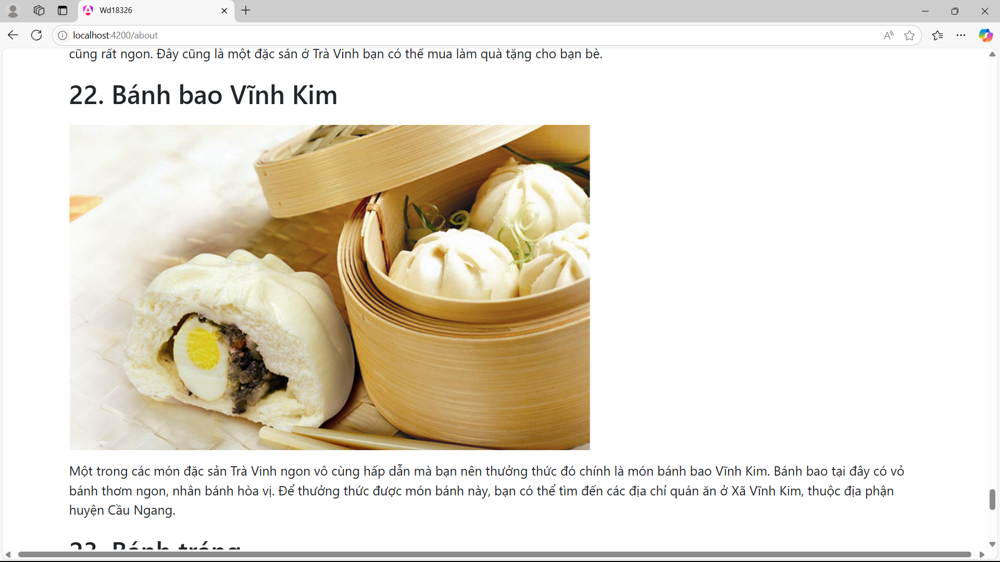 Wd18326
localhost:4200/about
cũng rất ngon. Đây cũng là một đặc sản ở Trà Vinh bạn có thể mua làm quà tặng cho bạn bè.
22. Bánh bao Vĩnh Kim
Một trong các món đặc sản Trà Vinh ngon vô cùng hấp dẫn mà bạn nên thưởng thức đó chính là món bánh bao Vĩnh Kim. Bánh bao tại đây có vỏ
bánh thơm ngon, nhân bánh hòa vị. Để thưởng thức được món bánh này, bạn có thể tìm đến các địa chỉ quán ăn ở Xã Vĩnh Kim, thuộc địa phận
huyện Cầu Ngang.
23. Bánh tráng